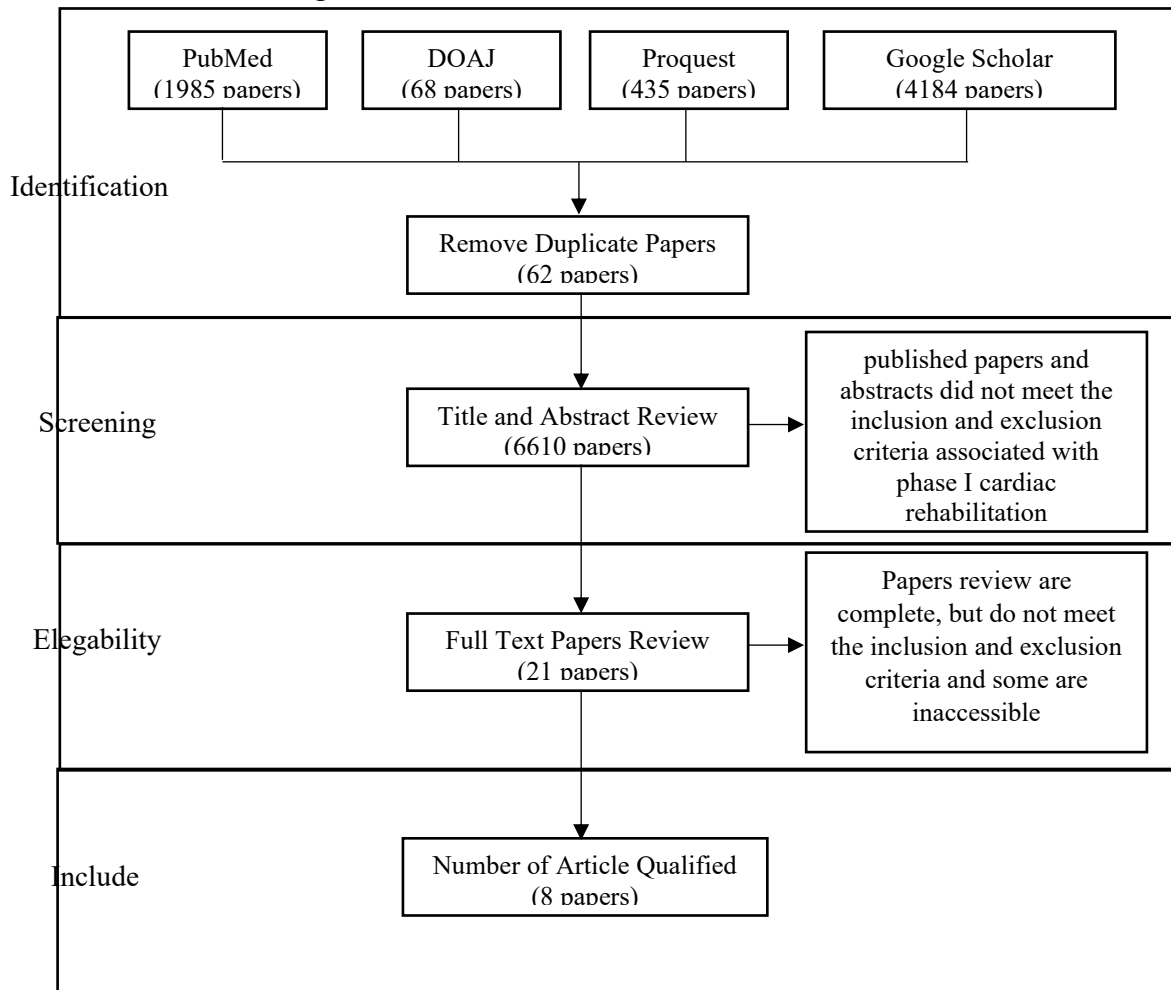 PubMed
(1985 papers)
DOAJ
(68 papers)
Proquest
(435 papers)
Google Scholar
(4184 papers)
Identification
Remove Duplicate Papers
(62 papers)
Screening
Title and Abstract Review
(6610 papers)
published papers and
abstracts did not meet the
inclusion and exclusion
criteria associated with
phase I cardiac
rehabilitation
Elegability
Full Text Papers Review
(21 papers)
Papers review are
complete, but do not meet
the inclusion and exclusion
criteria and some are
inaccessible
Include
Number of Article Qualified
(8 papers)